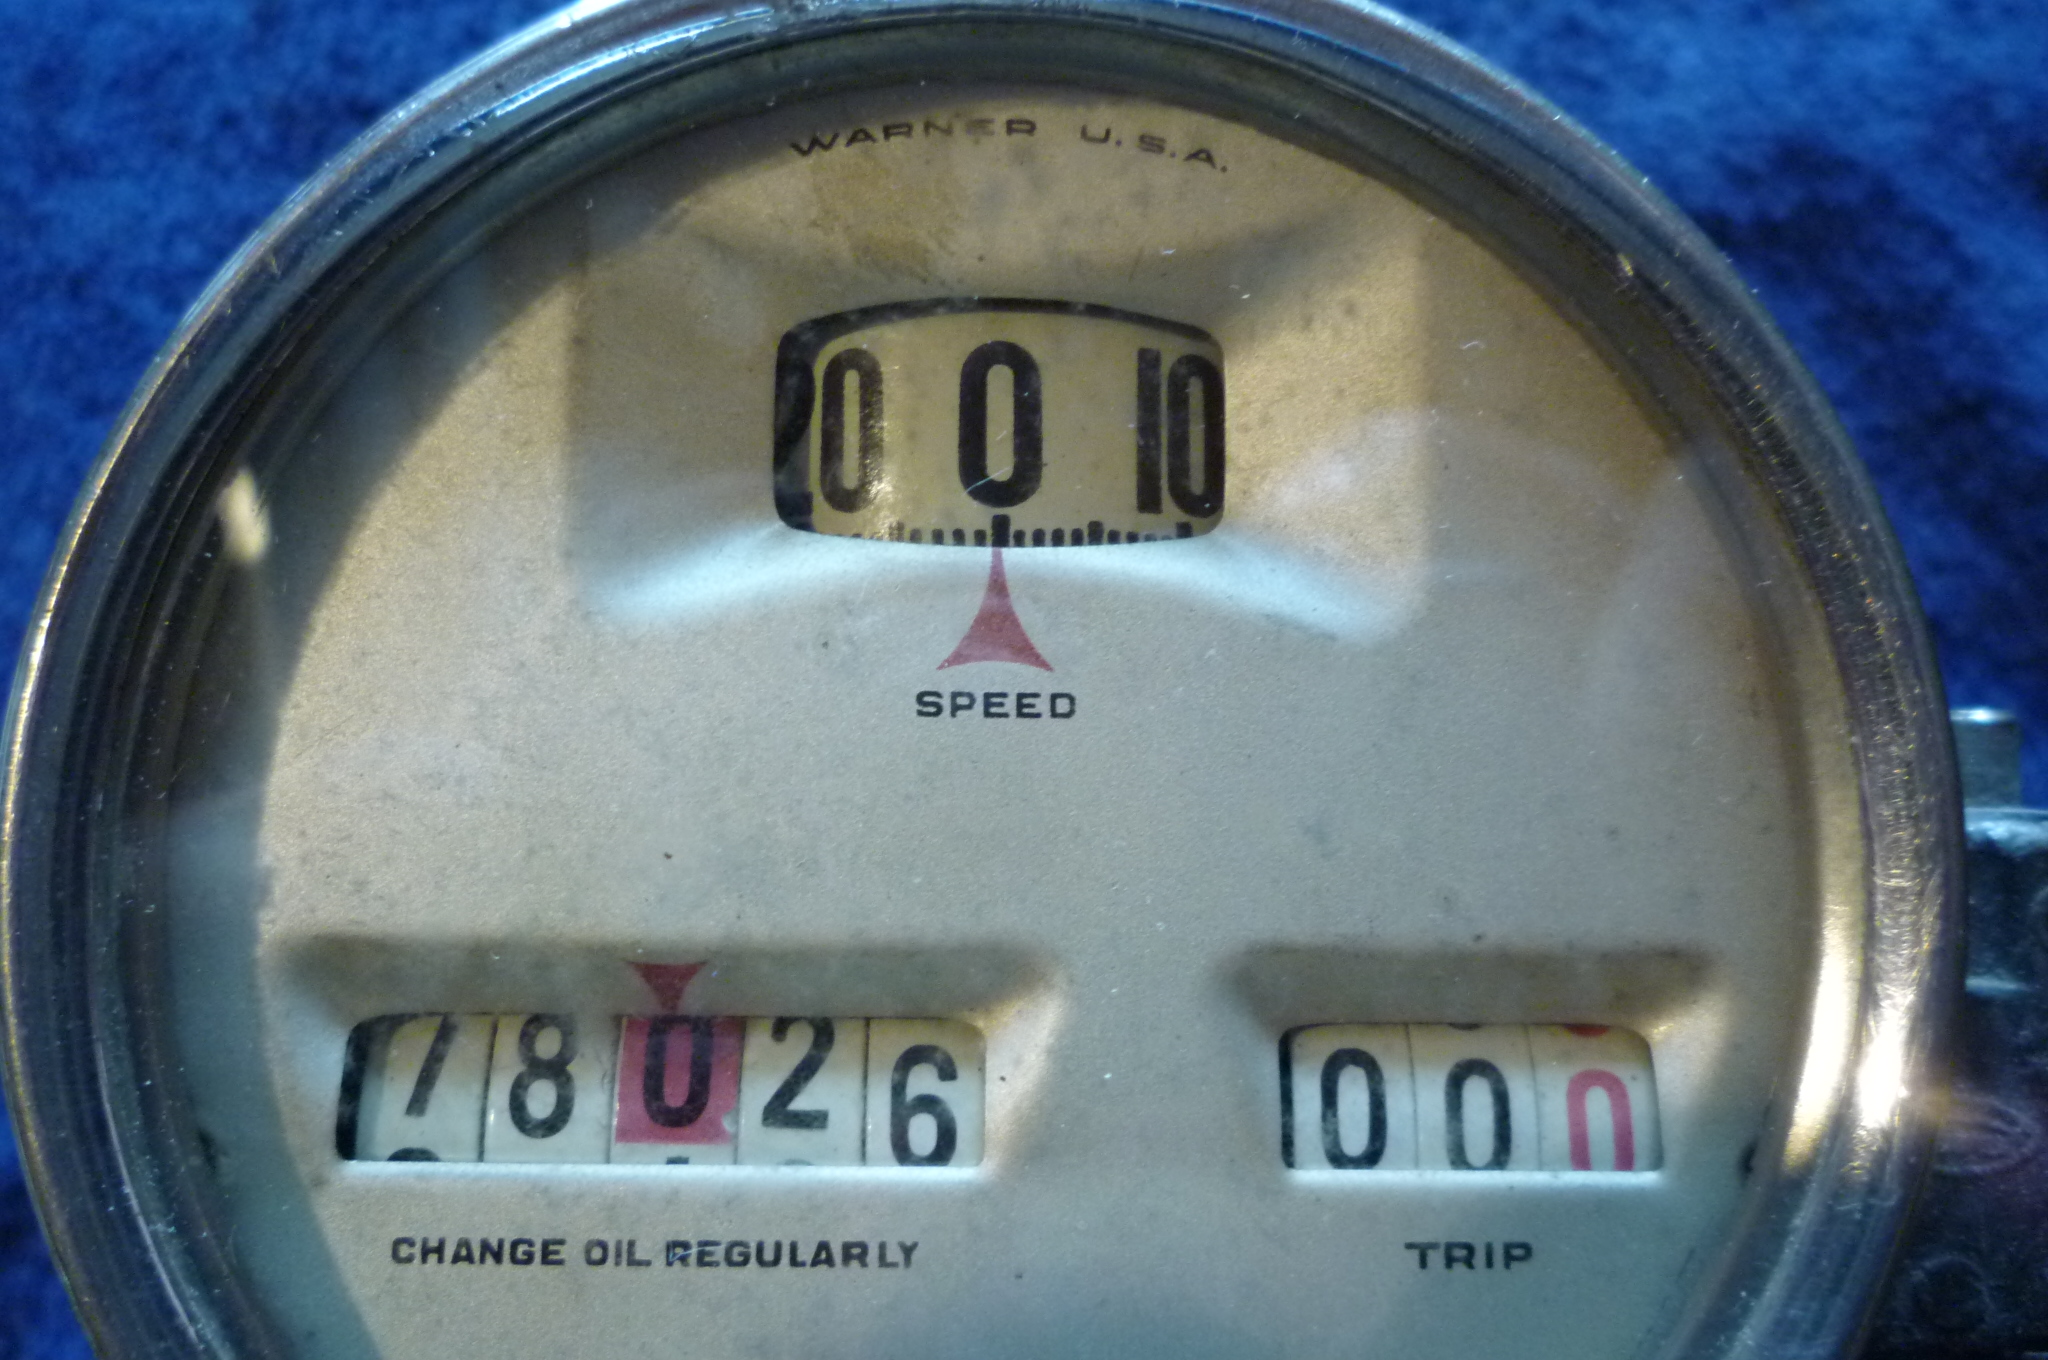 WARNER U.S.A.
20 0 10
SPEED
78026 000
CHANGE OIL REGULARLY TRIP